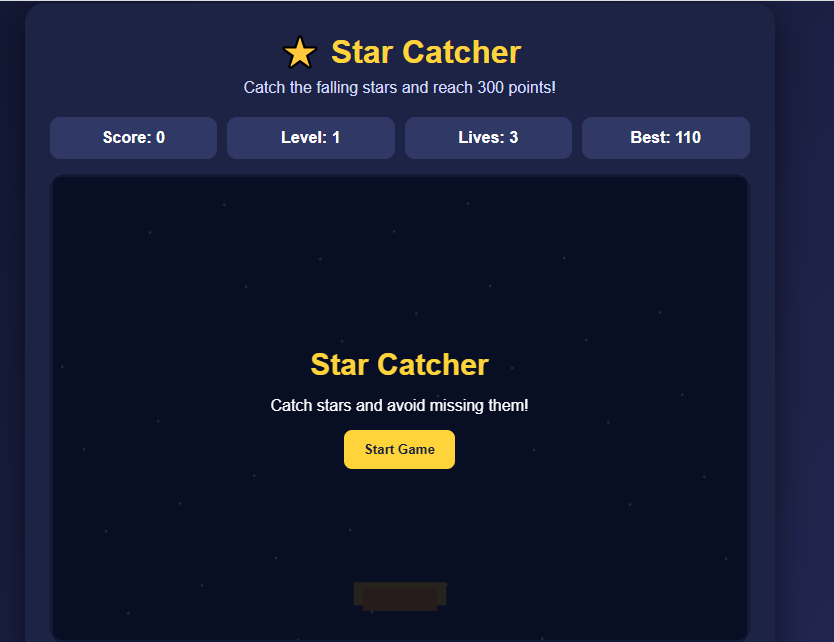 Star Catcher
Catch the falling stars and reach 300 points!
Score: 0
Level: 1
Lives: 3
Best: 110
Star Catcher
Catch stars and avoid missing them!
Start Game